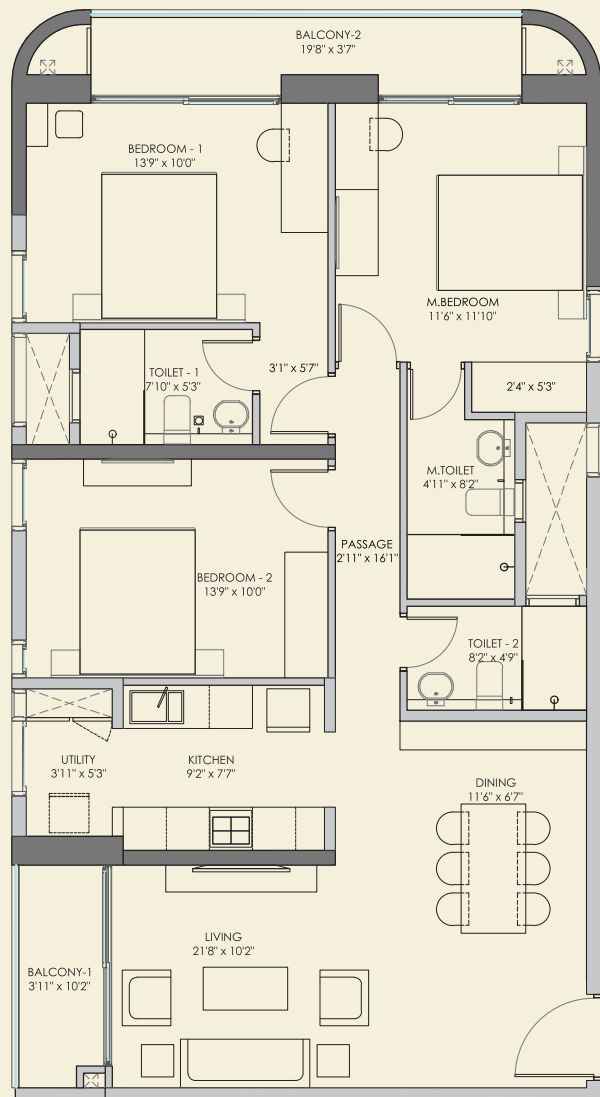 BALCONY-2
19'8" x 3'7"
BEDROOM - 1
13'9" x 10'0"
M.BEDROOM
11'6" x 11'10"
3'1" x 5'7"
TOILET - 1
7'10" x 5'3"
2'4" x 5'3"
M.TOILET
4'11" x 8'2"
PASSAGE
2'11" x 16'1"
BEDROOM - 2
13'9" x 10'0"
TOILET - 2
8'2" x 4'9"
UTILITY
3'11" x 5'3"
KITCHEN
9'2" x 7'7"
DINING
11'6" x 6'7"
LIVING
21'8" x 10'2"
BALCONY-1
3'11" x 10'2"